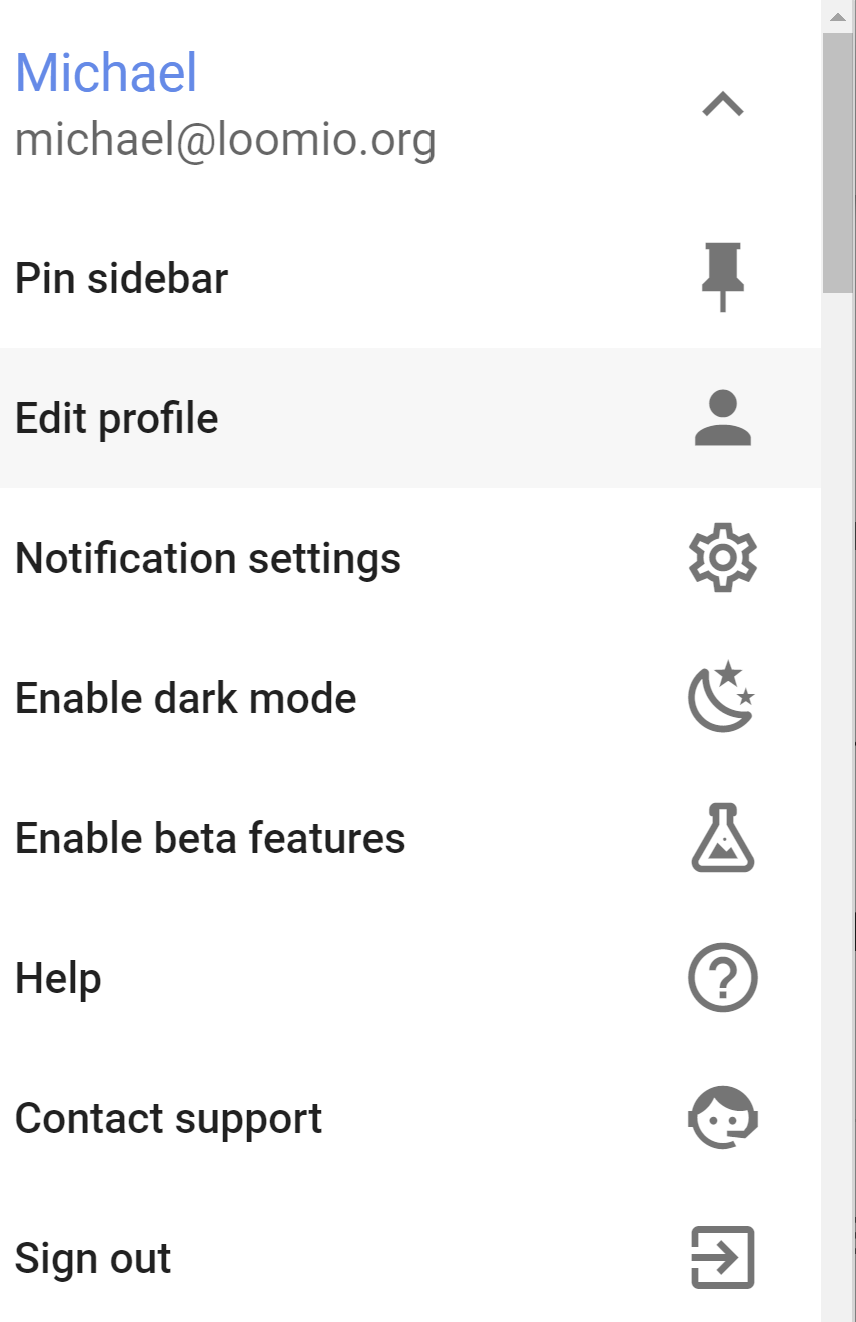 Michael
michael@loomio.org
Pin sidebar
Edit profile
Notification settings
Enable dark mode
Enable beta features
Help
Contact support
Sign out